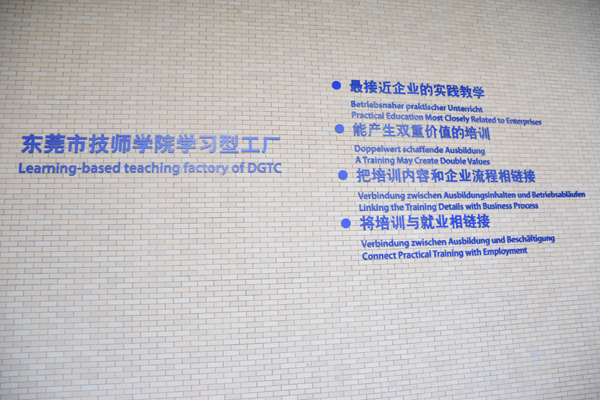 东莞市技师学院学习型工厂
Learning-based teaching factory of DGTC
最接近企业的实践教学
Betriebsnaher praktischer Unterricht
Practical Education Most Closely Related to Enterprises
能产生双重价值的培训
Doppelwert schaffende Ausbildung
A Training May Create Double Values
把培训内容和企业流程相链接
Verbindung zwischen Ausbildungsinhalten und Betriebsabläufen
Linking the Training Details with Business Process
将培训与就业相链接
Verbindung zwischen Ausbildung und Beschäftigung
Connect Practical Training with Employment